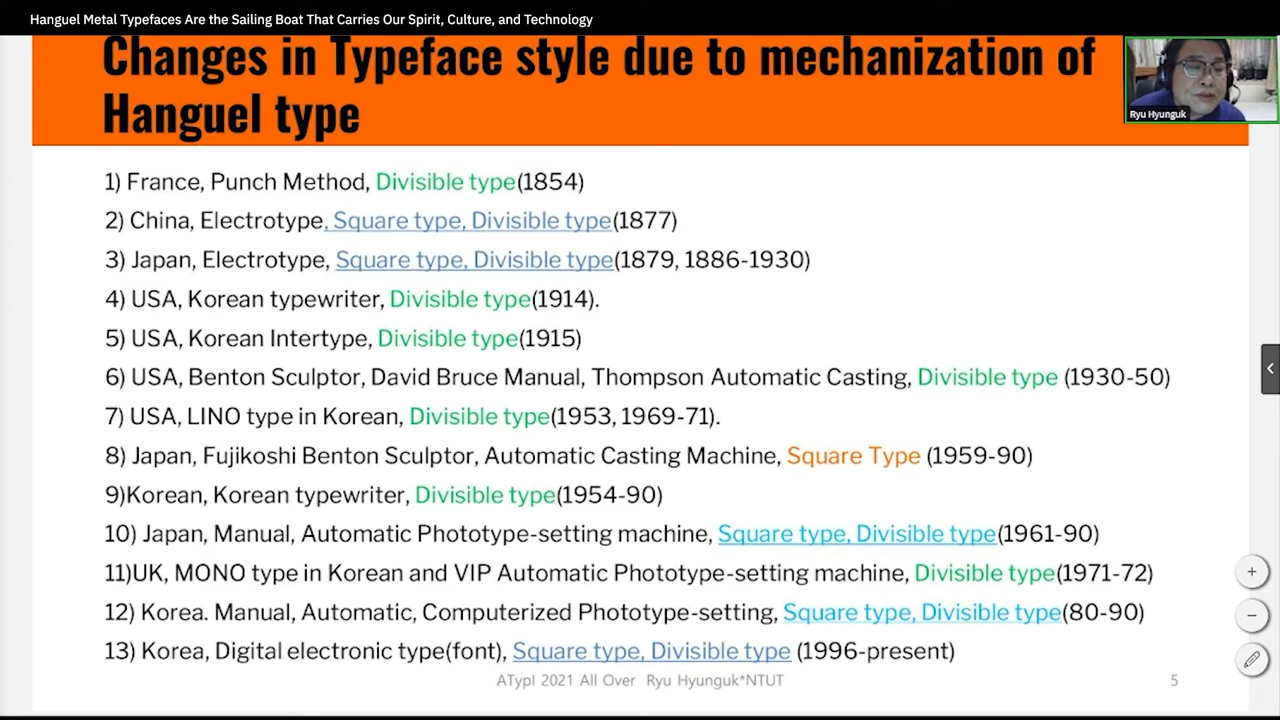 Hanguel Metal Typefaces Are the Sailing Boat That Carries Our Spirit, Culture, and Technology
Changes in Typeface style due to mechanization of
Hanguel type
Ryu Hyunguk
1) France, Punch Method, Divisible type(1854)
2) China, Electrotype, Square type, Divisible type(1877)
3) Japan, Electrotype, Square type, Divisible type(1879, 1886-1930)
4) USA, Korean typewriter, Divisible type(1914).
5) USA, Korean Intertype, Divisible type(1915)
6) USA, Benton Sculptor, David Bruce Manual, Thompson Automatic Casting, Divisible type (1930-50)
7) USA, LINO type in Korean, Divisible type(1953, 1969-71).
8) Japan, Fujikoshi Benton Sculptor, Automatic Casting Machine, Square Type (1959-90)
9)Korean, Korean typewriter, Divisible type(1954-90)
10) Japan, Manual, Automatic Phototype-setting machine, Square type, Divisible type(1961-90)
11)UK, MONO type in Korean and VIP Automatic Phototype-setting machine, Divisible type(1971-72)
12) Korea. Manual, Automatic, Computerized Phototype-setting, Square type, Divisible type(80-90)
13) Korea, Digital electronic type(font), Square type, Divisible type (1996-present)
ATypI 2021 All Over Ryu Hyunguk*NTUT
5